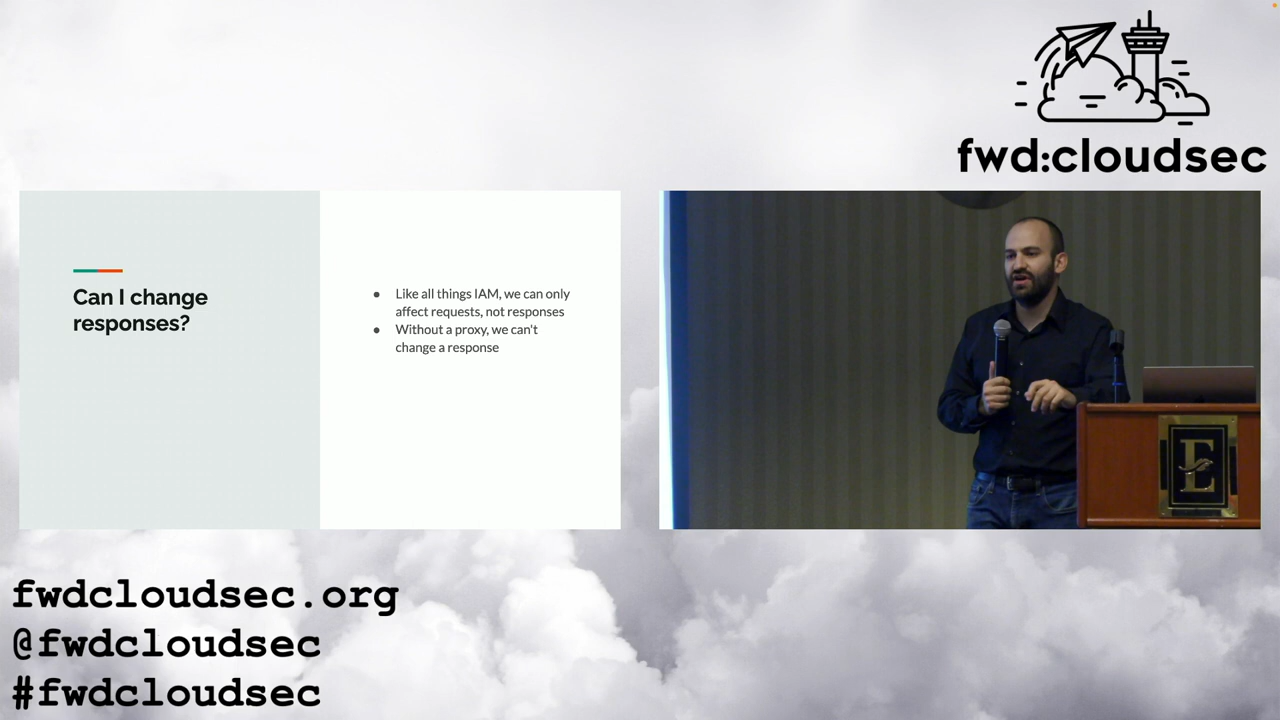 fwd:cloudsec
Can I change
responses?
● Like all things IAM, we can only
affect requests, not responses
● Without a proxy, we can't
change a response
E
fwdcloudsec.org
@fwdcloudsec
#fwdcloudsec